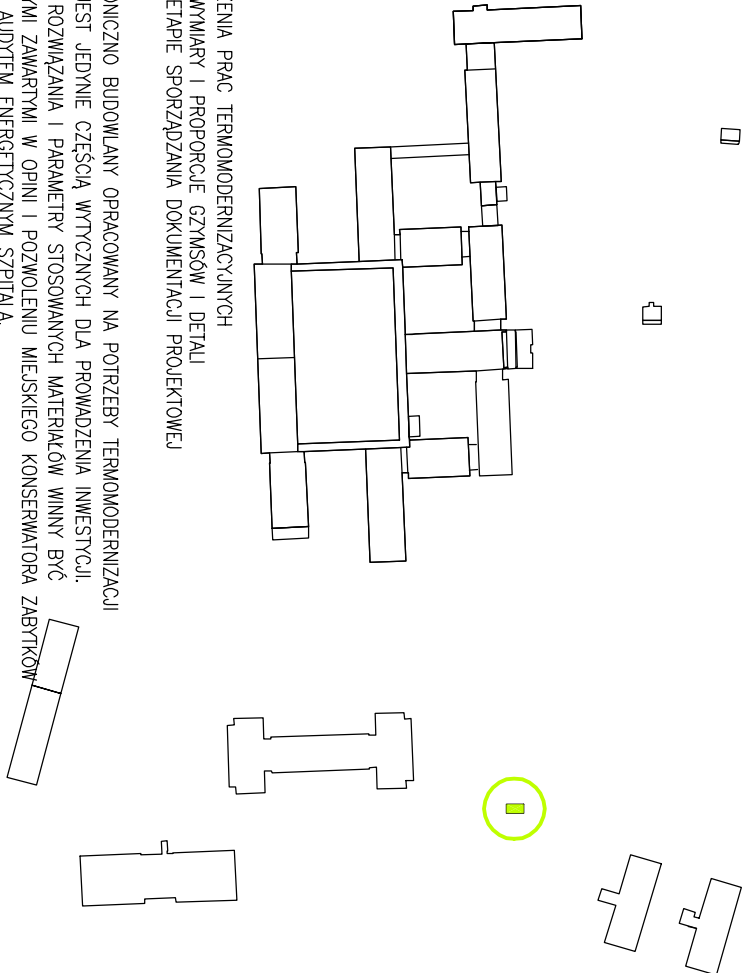 ENIA PRAC TERMOMODERNIZACYJNYCH
WYMIARY I PROPORCJE GZYMSÓW I DETALI
ETAPIE SPORZĄDZANIA DOKUMENTACJI PROJEKTOWEJ
ONICZNO BUDOWLANY OPRACOWANY NA POTRZEBY TERMOMODERNIZACJI
JEST JEDYNIE CZĘŚCIĄ WYTYCZNYCH DLA PROWADZENIA INWESTYCJI.
ROZWIĄZANIA I PARAMETRY STOSOWANYCH MATERIAŁÓW WINNY BYĆ
YMI ZAWARTYMI W OPINI I POZWOLENIU MIEJSKIEGO KONSERWATORA ZABYTKÓW
AUDYTEM ENERGETYCZNYM SZPITALA.